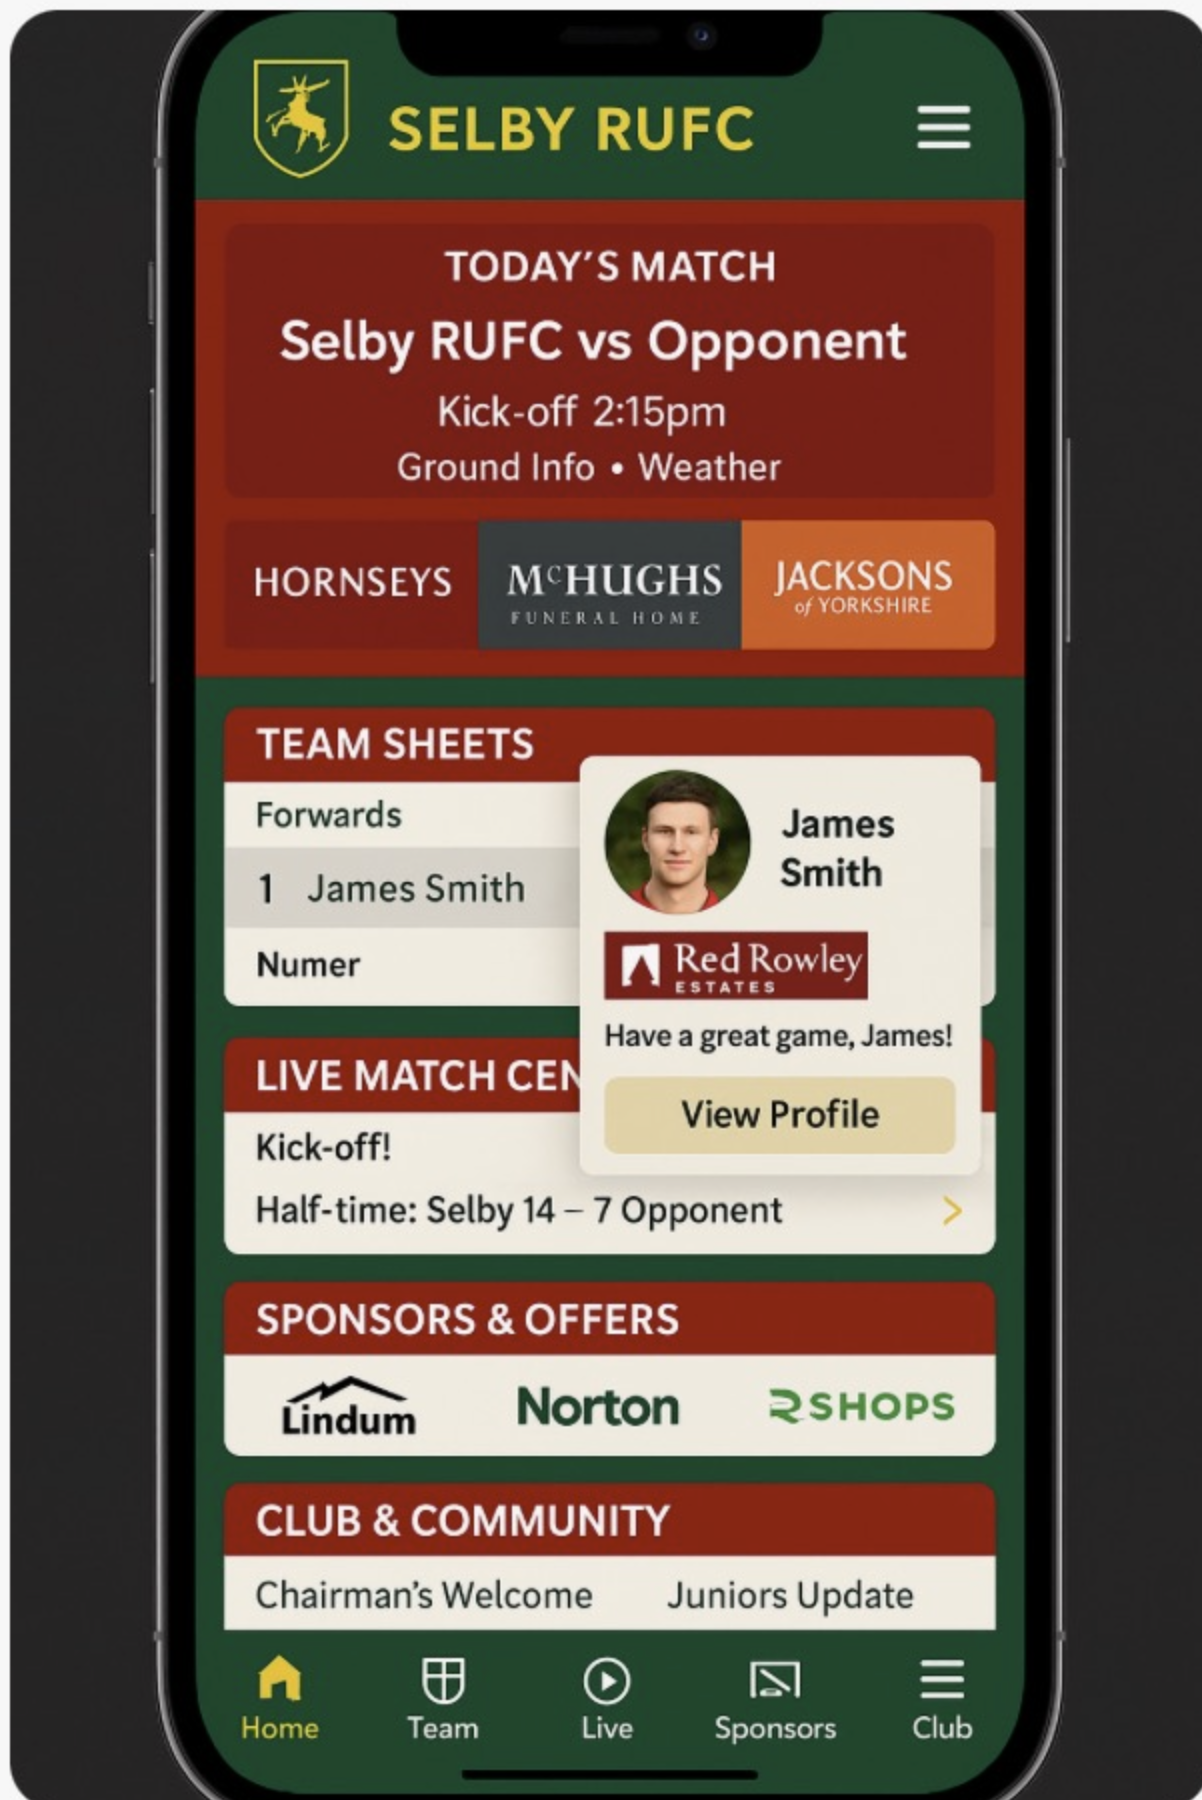 SELBY RUFC
TODAY'S MATCH
Selby RUFC vs Opponent
Kick-off 2:15pm
Ground Info • Weather
HORNSEYS
McHUGHS
FUNERAL HOME
JACKSONS
of YORKSHIRE
TEAM SHEETS
Forwards
1 James Smith
Numer
James
Smith
Red Rowley
ESTATES
Have a great game, James!
View Profile
LIVE MATCH CEN
Kick-off!
Half-time: Selby 14 – 7 Opponent
SPONSORS & OFFERS
Lindum
Norton
RSHOPS
CLUB & COMMUNITY
Chairman's Welcome
Juniors Update
Home
Team
Live
Sponsors
Club